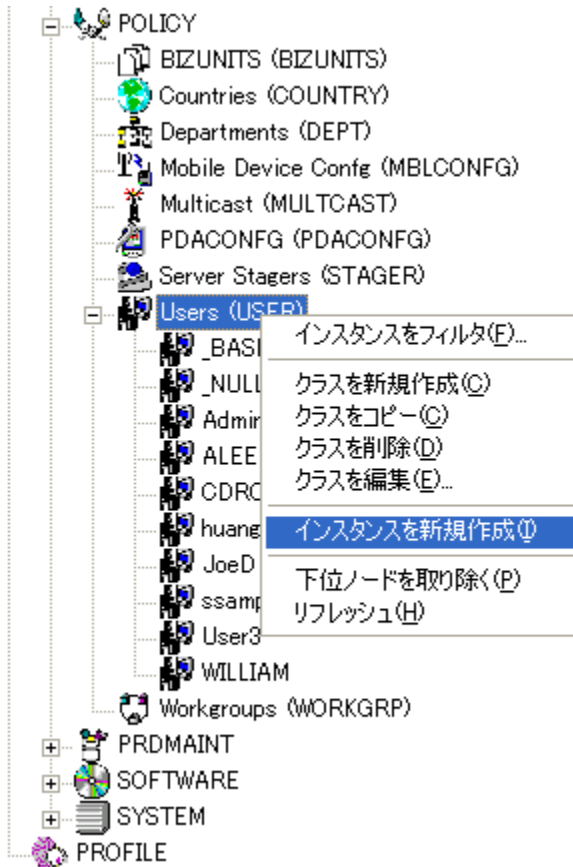 POLICY
BIZUNITS (BIZUNITS)
Countries (COUNTRY)
Departments (DEPT)
Mobile Device Confg (MBLCONFG)
Multicast (MULTCAST)
PDACONFG (PDACONFG)
Server Stagers (STAGER)
Users (USER)
インスタンスをフィルタ(F)...
_BAS
_NULL
クラスを新規作成(C)
Admin
クラスをコピー(C)
ALEE
クラスを削除(D)
CDRO
クラスを編集(E)...
huang
インスタンスを新規作成(I)
JoeD
下位ノードを取り除く(P)
ssamp
リフレッシュ(H)
User3
WILLIAM
Workgroups (WORKGRP)
PRDMAINT
SOFTWARE
SYSTEM
PROFILE